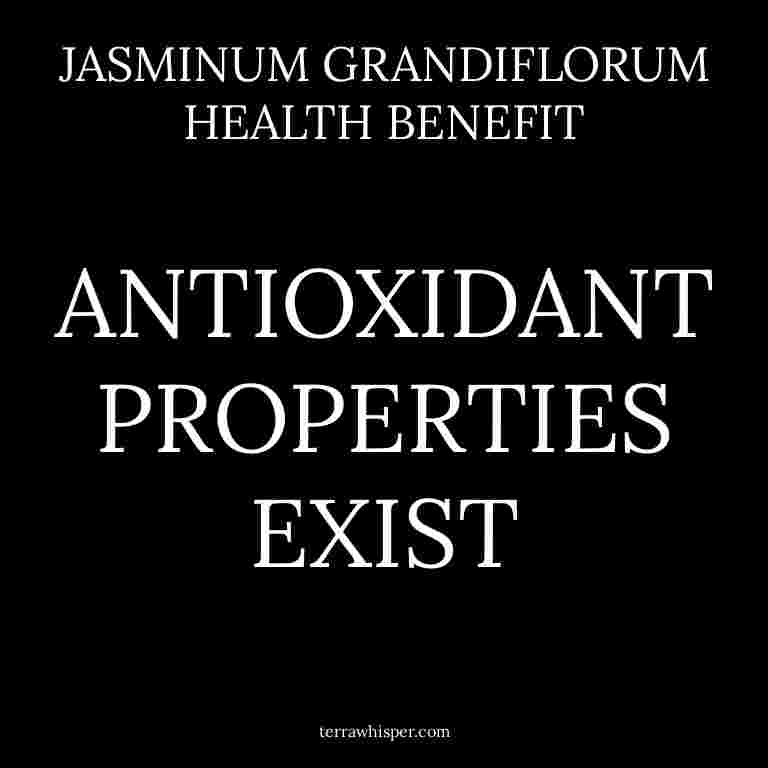 JASMINUM GRANDIFLORUM
HEALTH BENEFIT
ANTIOXIDANT
PROPERTIES
EXIST
terrawhisper.com